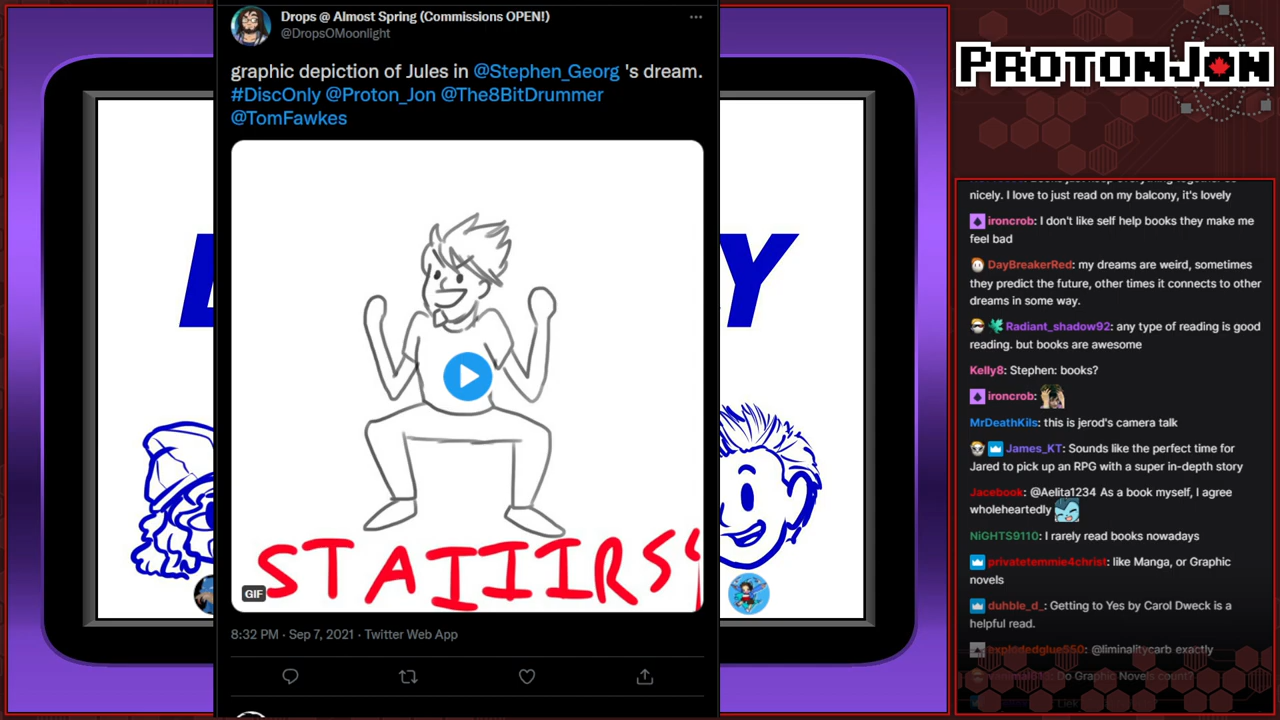 Drops @ Almost Spring (Commissions OPEN!)
@DropsOMoonlight
graphic depiction of Jules in @Stephen_Georg 's dream.
#DiscOnly @Proton_Jon @The8BitDrummer
@TomFawkes
STAIIIRS
GIF
8:32 PM · Sep 7, 2021 · Twitter Web App
Y
PROTONJON
nicely. I love to just read on my balcony, it's lovely
ironcrob: I don't like self help books they make me
feel bad
DayBreakerRed: my dreams are weird, sometimes
they predict the future, other times it connects to other
dreams in some way.
Radiant_shadow92: any type of reading is good
reading. but books are awesome
Kelly8: Stephen: books?
ironcrob:
MrDeathKils: this is jerod's camera talk
James_KT: Sounds like the perfect time for
Jared to pick up an RPG with a super in-depth story
Jacebook: @Aelita1234 As a book myself, I agree
wholeheartedly
NiGHTS9110: I rarely read books nowadays
privatetemmie4christ: like Manga, or Graphic
novels
duhble_d_: Getting to Yes by Carol Dweck is a
helpful read.
explodedglue550: @liminalitycarb exactly
Do Graphic Novels count?